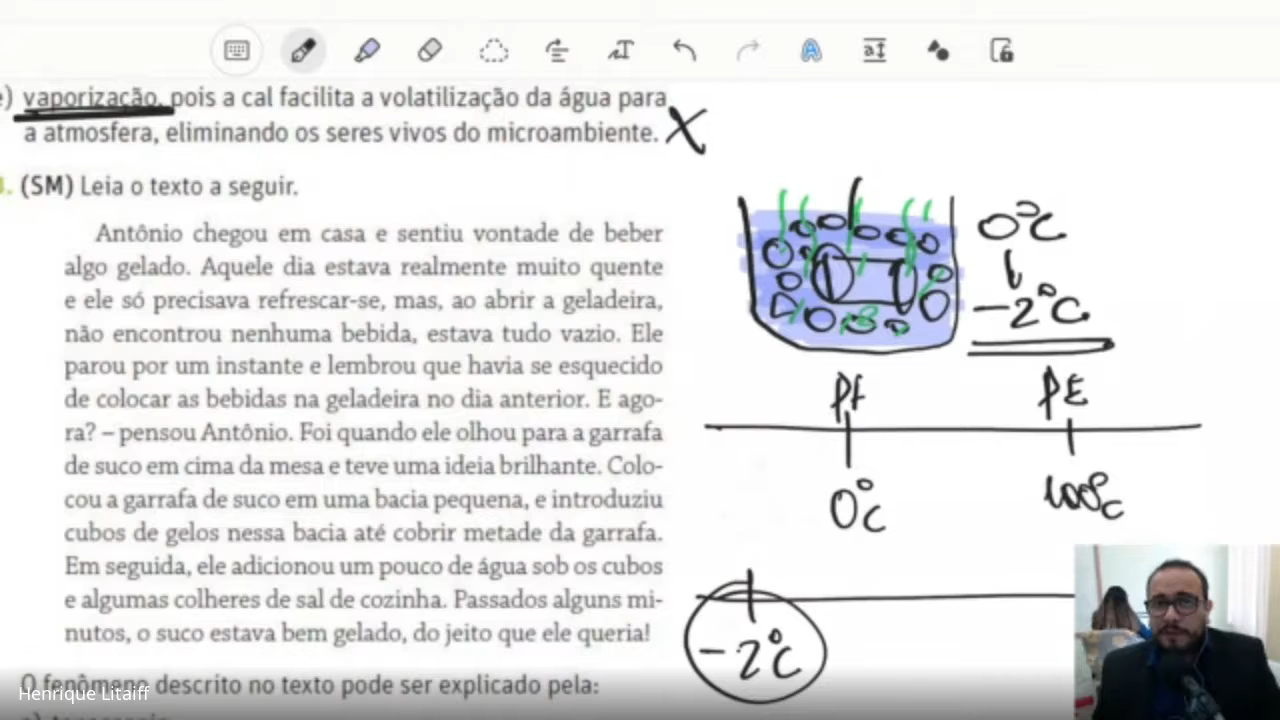 e) vaporização, pois a cal facilita a volatilização da água para
a atmosfera, eliminando os seres vivos do microambiente. X
(SM) Leia o texto a seguir.
Antônio chegou em casa e sentiu vontade de beber
algo gelado. Aquele dia estava realmente muito quente
e ele só precisava refrescar-se, mas, ao abrir a geladeira,
não encontrou nenhuma bebida, estava tudo vazio. Ele
parou por um instante e lembrou que havia se esquecido
de colocar as bebidas na geladeira no dia anterior. E ago-
ra? – pensou Antônio. Foi quando ele olhou para a garrafa
de suco em cima da mesa e teve uma ideia brilhante. Colo-
cou a garrafa de suco em uma bacia pequena, e introduziu
cubos de gelos nessa bacia até cobrir metade da garrafa.
Em seguida, ele adicionou um pouco de água sob os cubos
e algumas colheres de sal de cozinha. Passados alguns mi-
nutos, o suco estava bem gelado, do jeito que ele queria!
O fenômeno descrito no texto pode ser explicado pela:
Henrique Litaiff
0°C
-2°C
PF PE
0°C 100°C
-2°C